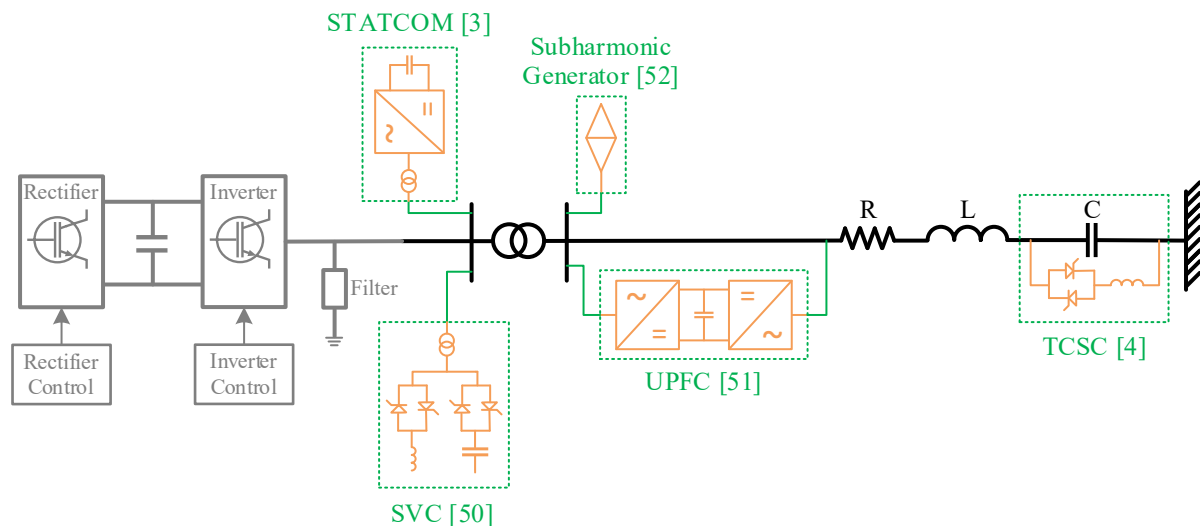 STATCOM [3]
Subharmonic
Generator [52]
Rectifier
Inverter
R
L
C
Filter
Rectifier
Control
Inverter
Control
TCSC [4]
UPFC [51]
SVC [50]